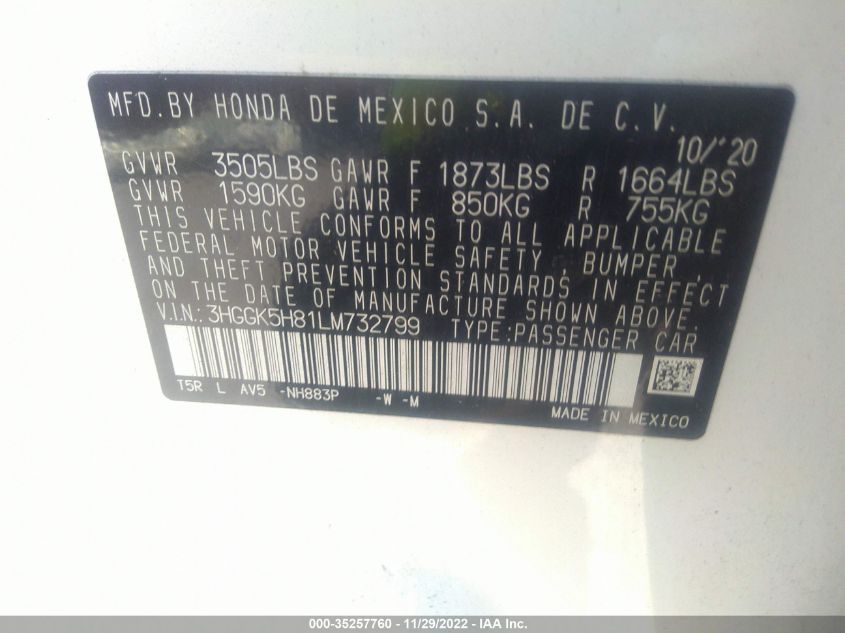 MFD.BY HONDA DE MEXICO S.A. DE C.V.
10/'20
GVWR 3505LBS GAWR F 1873LBS R 1664LBS
GVWR 1590KG GAWR F 850KG R 755KG
THIS VEHICLE CONFORMS TO ALL APPLICABLE
FEDERAL MOTOR VEHICLE SAFETY, BUMPER,
AND THEFT PREVENTION STANDARDS IN EFFECT
ON THE DATE OF MANUFACTURE SHOWN ABOVE.
V.I.N.: 3HGGK5H81LM732799 TYPE:PASSENGER CAR
T5R L AV5 -NH883P -W -M
MADE IN MEXICO
000-35257760 - 11/29/2022 - IAA Inc.